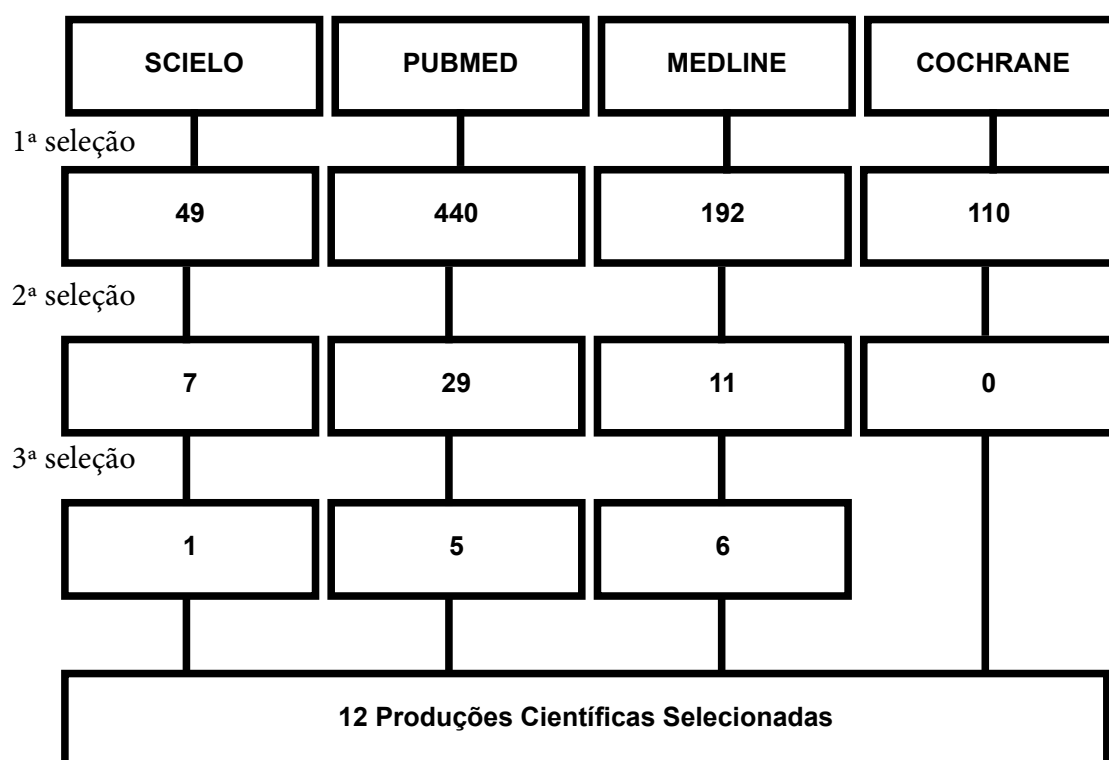 SCIELO PUBMED MEDLINE COCHRANE
1ª seleção
49 440 192 110
2ª seleção
7 29 11 0
3ª seleção
1 5 6
12 Produções Científicas Selecionadas